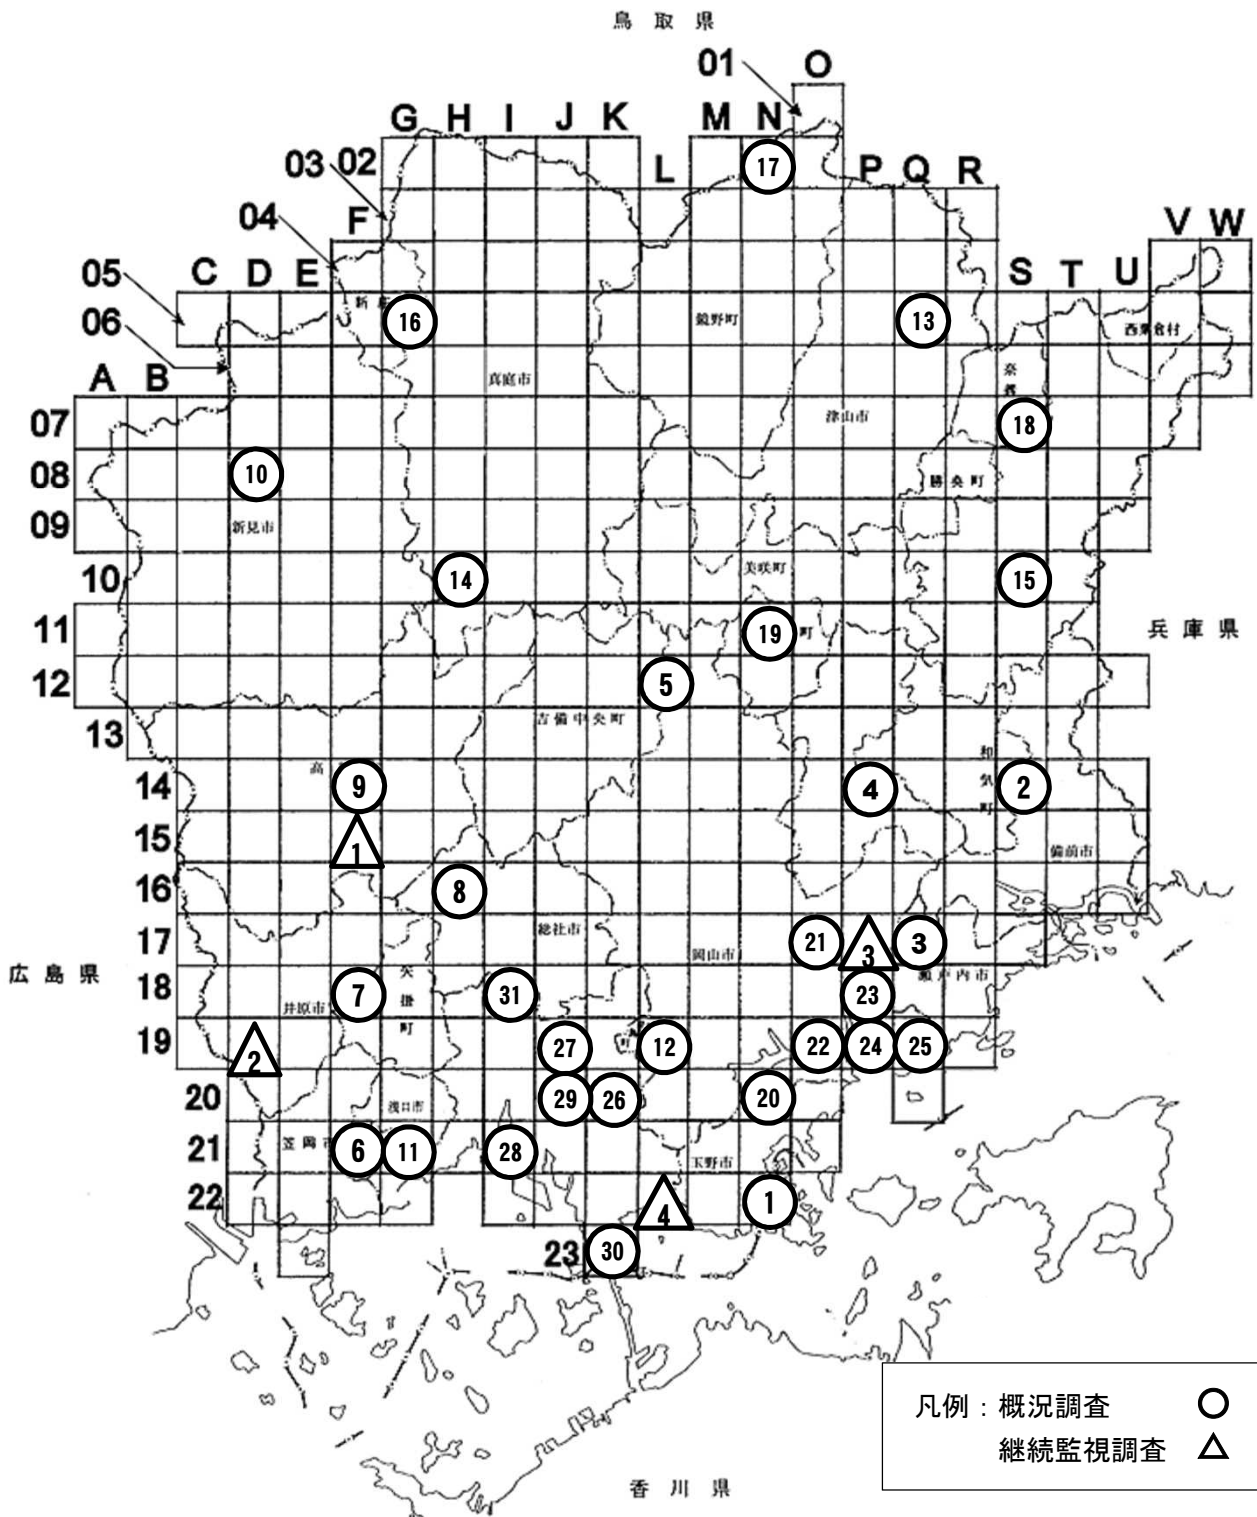 鳥取県
01 O
G H I J K M N
03 02 L 17 P Q R
04 F V W
05 C D E S T U
06 新庄 16 鏡野町 13 西粟倉村
A B 真庭市 奈義
07 津山市 18
08 10 勝央町
09 新見市
10 14 美咲町 15
11 19 町 兵庫県
12 5
13 吉備中央町 和気町
14 高 9 4 2
15 1 備前市
16 8
17 総社市 岡山市 21 3 3
広島県 瀬戸内市
18 井原市 7 矢掛町 31 23
19 2 27 町 12 22 24 25
20 浅口市 29 26 20
21 笠岡市 6 11 28 玉野市
22 4 1
23 30
凡例：概況調査 ○
継続監視調査 △
香川県